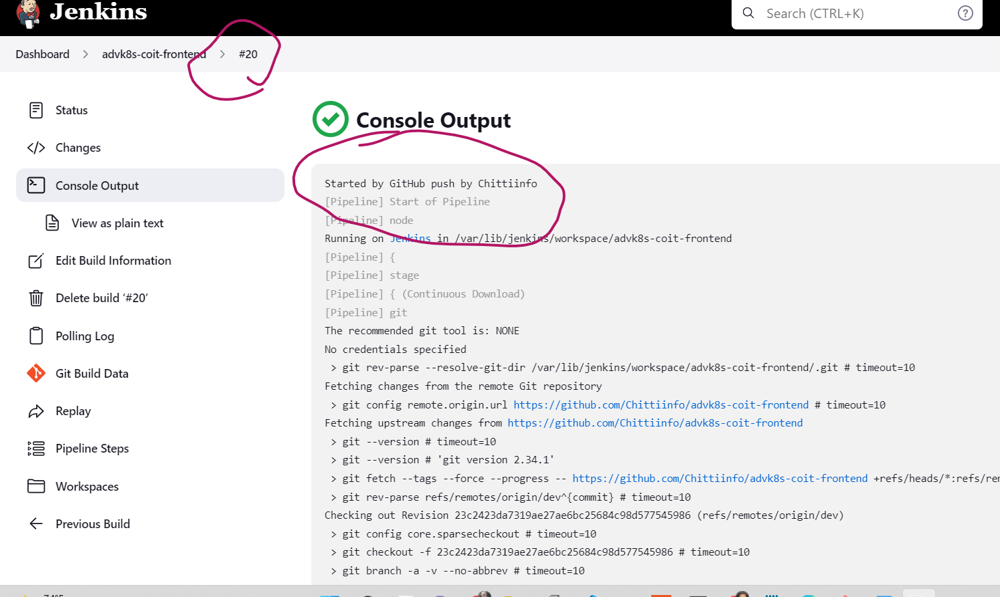 Jenkins
Search (CTRL+K)
Dashboard > advk8s-coit-frontend > #20
Status
Changes
Console Output
View as plain text
Edit Build Information
Delete build ‘#20’
Polling Log
Git Build Data
Replay
Pipeline Steps
Workspaces
Previous Build
Console Output
Started by GitHub push by Chittiinfo
[Pipeline] Start of Pipeline
[Pipeline] node
Running on Jenkins in /var/lib/jenkins/workspace/advk8s-coit-frontend
[Pipeline] {
[Pipeline] stage
[Pipeline] { (Continuous Download)
[Pipeline] git
The recommended git tool is: NONE
No credentials specified
> git rev-parse --resolve-git-dir /var/lib/jenkins/workspace/advk8s-coit-frontend/.git # timeout=10
Fetching changes from the remote Git repository
> git config remote.origin.url https://github.com/Chittiinfo/advk8s-coit-frontend # timeout=10
Fetching upstream changes from https://github.com/Chittiinfo/advk8s-coit-frontend
> git --version # timeout=10
> git --version # 'git version 2.34.1'
> git fetch --tags --force --progress -- https://github.com/Chittiinfo/advk8s-coit-frontend +refs/heads/*:refs/rem
> git rev-parse refs/remotes/origin/dev^{commit} # timeout=10
Checking out Revision 23c2423da7319ae27ae6bc25684c98d577545986 (refs/remotes/origin/dev)
> git config core.sparsecheckout # timeout=10
> git checkout -f 23c2423da7319ae27ae6bc25684c98d577545986 # timeout=10
> git branch -a -v --no-abbrev # timeout=10